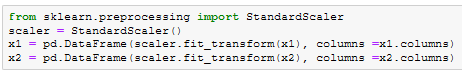 from sklearn.preprocessing import StandardScaler
scaler = StandardScaler()
x1 = pd.DataFrame(scaler.fit_transform(x1), columns =x1.columns)
x2 = pd.DataFrame(scaler.fit_transform(x2), columns =x2.columns)